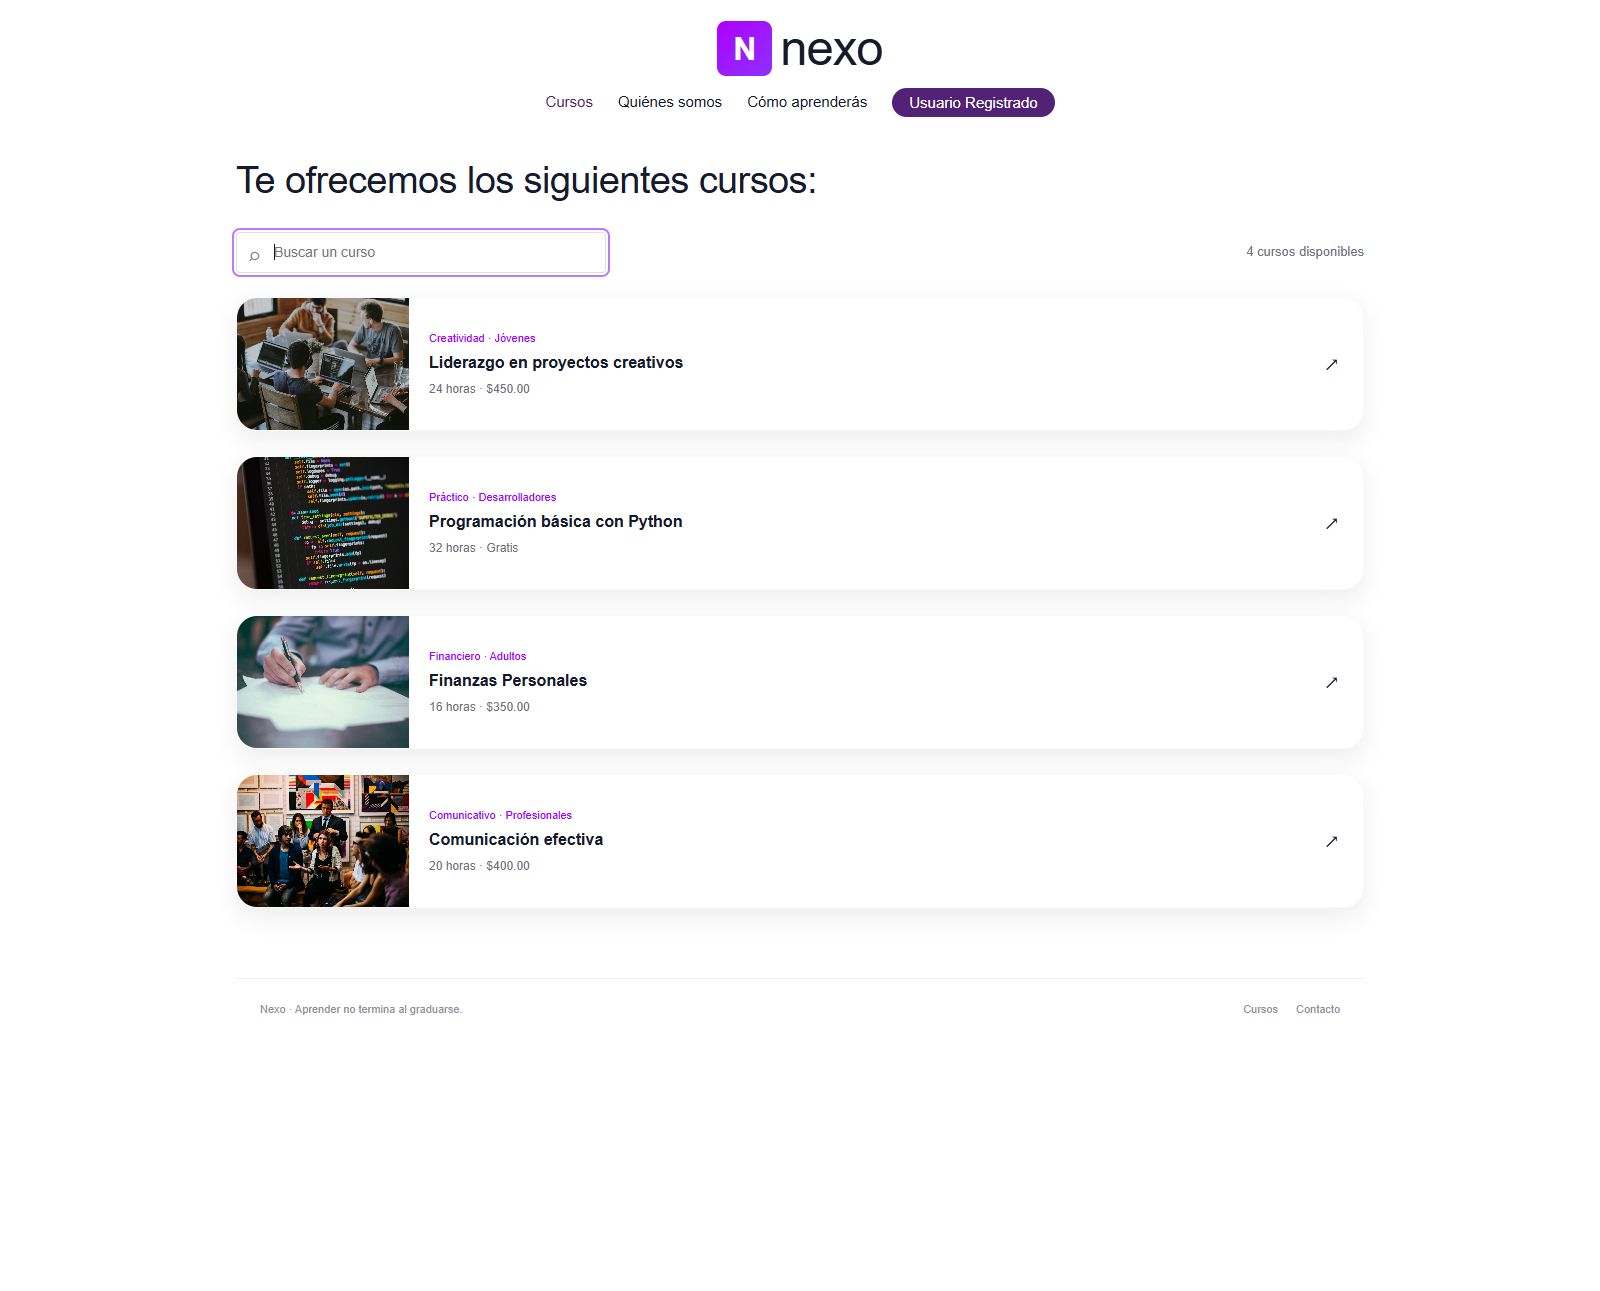 N nexo
Cursos Quiénes somos Cómo aprenderás Usuario Registrado
Te ofrecemos los siguientes cursos:
Buscar un curso
4 cursos disponibles
Creatividad · Jóvenes
Liderazgo en proyectos creativos
24 horas · $450.00
Práctico · Desarrolladores
Programación básica con Python
32 horas · Gratis
Financiero · Adultos
Finanzas Personales
16 horas · $350.00
Comunicativo · Profesionales
Comunicación efectiva
20 horas · $400.00
Nexo · Aprender no termina al graduarse.
Cursos Contacto